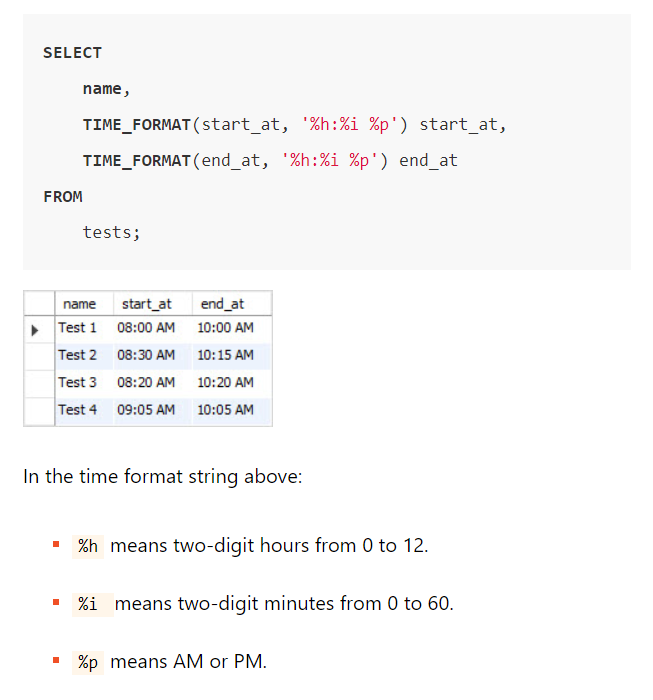 SELECT
name,
TIME_FORMAT(start_at, '%h:%i %p') start_at,
TIME_FORMAT(end_at, '%h:%i %p') end_at
FROM
tests;
name start_at end_at
Test 1 08:00 AM 10:00 AM
Test 2 08:30 AM 10:15 AM
Test 3 08:20 AM 10:20 AM
Test 4 09:05 AM 10:05 AM
In the time format string above:
%h means two-digit hours from 0 to 12.
%i means two-digit minutes from 0 to 60.
%p means AM or PM.